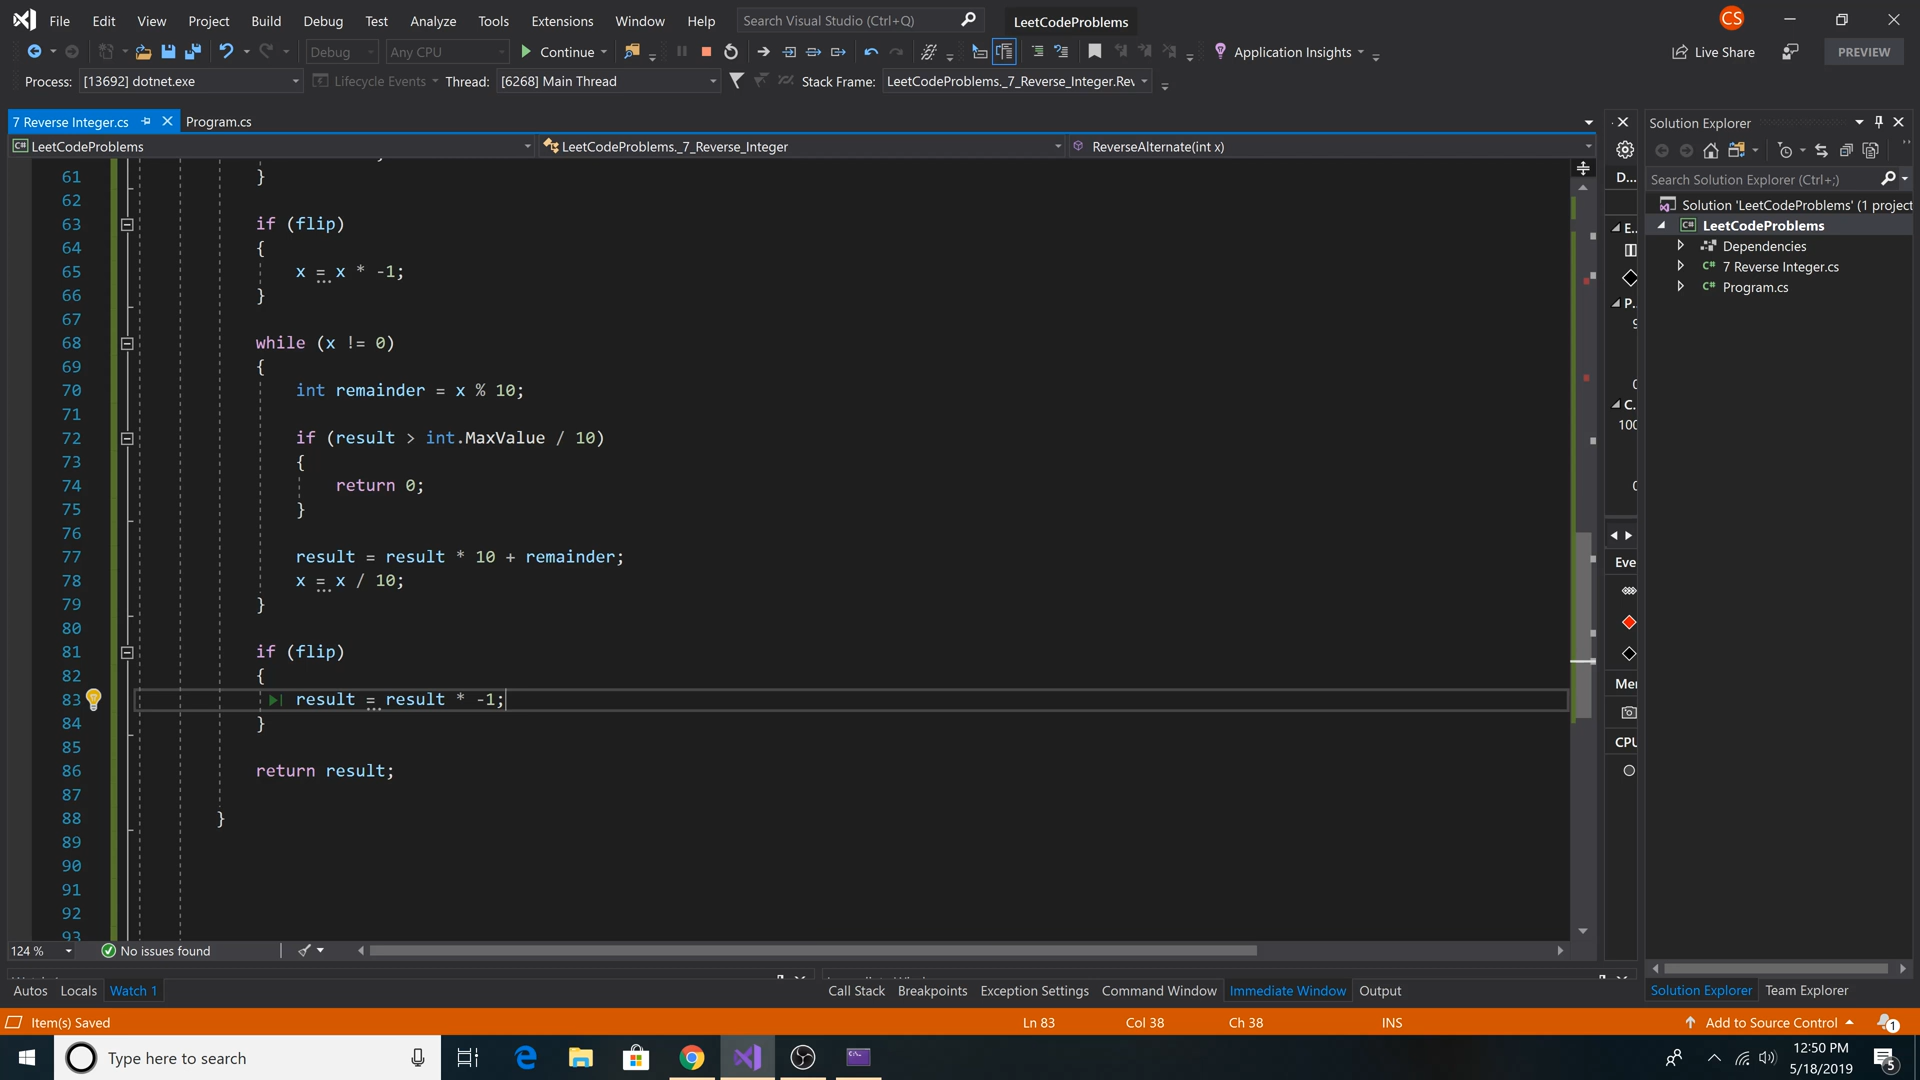 File Edit View Project Build Debug Test Analyze Tools Extensions Window Help Search Visual Studio (Ctrl+Q) LeetCodeProblems CS
Debug Any CPU Continue Application Insights Live Share PREVIEW
Process: [13692] dotnet.exe Lifecycle Events Thread: [6268] Main Thread Stack Frame: LeetCodeProblems._7_Reverse_Integer.Rev
7 Reverse Integer.cs Program.cs
LeetCodeProblems LeetCodeProblems._7_Reverse_Integer ReverseAlternate(int x)
61 }
62
63 if (flip)
64 {
65 x = x * -1;
66 }
67
68 while (x != 0)
69 {
70 int remainder = x % 10;
71
72 if (result > int.MaxValue / 10)
73 {
74 return 0;
75 }
76
77 result = result * 10 + remainder;
78 x = x / 10;
79 }
80
81 if (flip)
82 {
83 result = result * -1;
84 }
85
86 return result;
87
88 }
89
90
91
92
93
124 % No issues found
D...
E..
P..
C..
100
Eve
Mer
CPU
Solution Explorer
Search Solution Explorer (Ctrl+;)
Solution 'LeetCodeProblems' (1 project
LeetCodeProblems
Dependencies
C# 7 Reverse Integer.cs
C# Program.cs
Autos Locals Watch 1 Call Stack Breakpoints Exception Settings Command Window Immediate Window Output Solution Explorer Team Explorer
Item(s) Saved Ln 83 Col 38 Ch 38 INS Add to Source Control 1
Type here to search 12:50 PM
5/18/2019 5